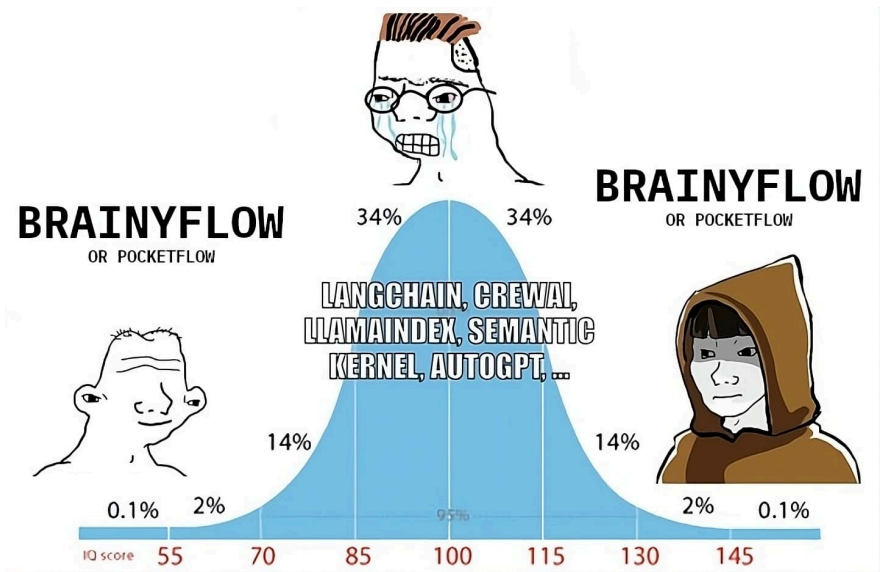 BRAINYFLOW
OR POCKETFLOW
BRAINYFLOW
OR POCKETFLOW
34%
34%
LANGCHAIN, CREWAI,
LLAMAINDEX, SEMANTIC
KERNEL, AUTOGPT, ...
14%
14%
0.1%
2%
95%
2%
0.1%
IQ score
55
70
85
100
115
130
145